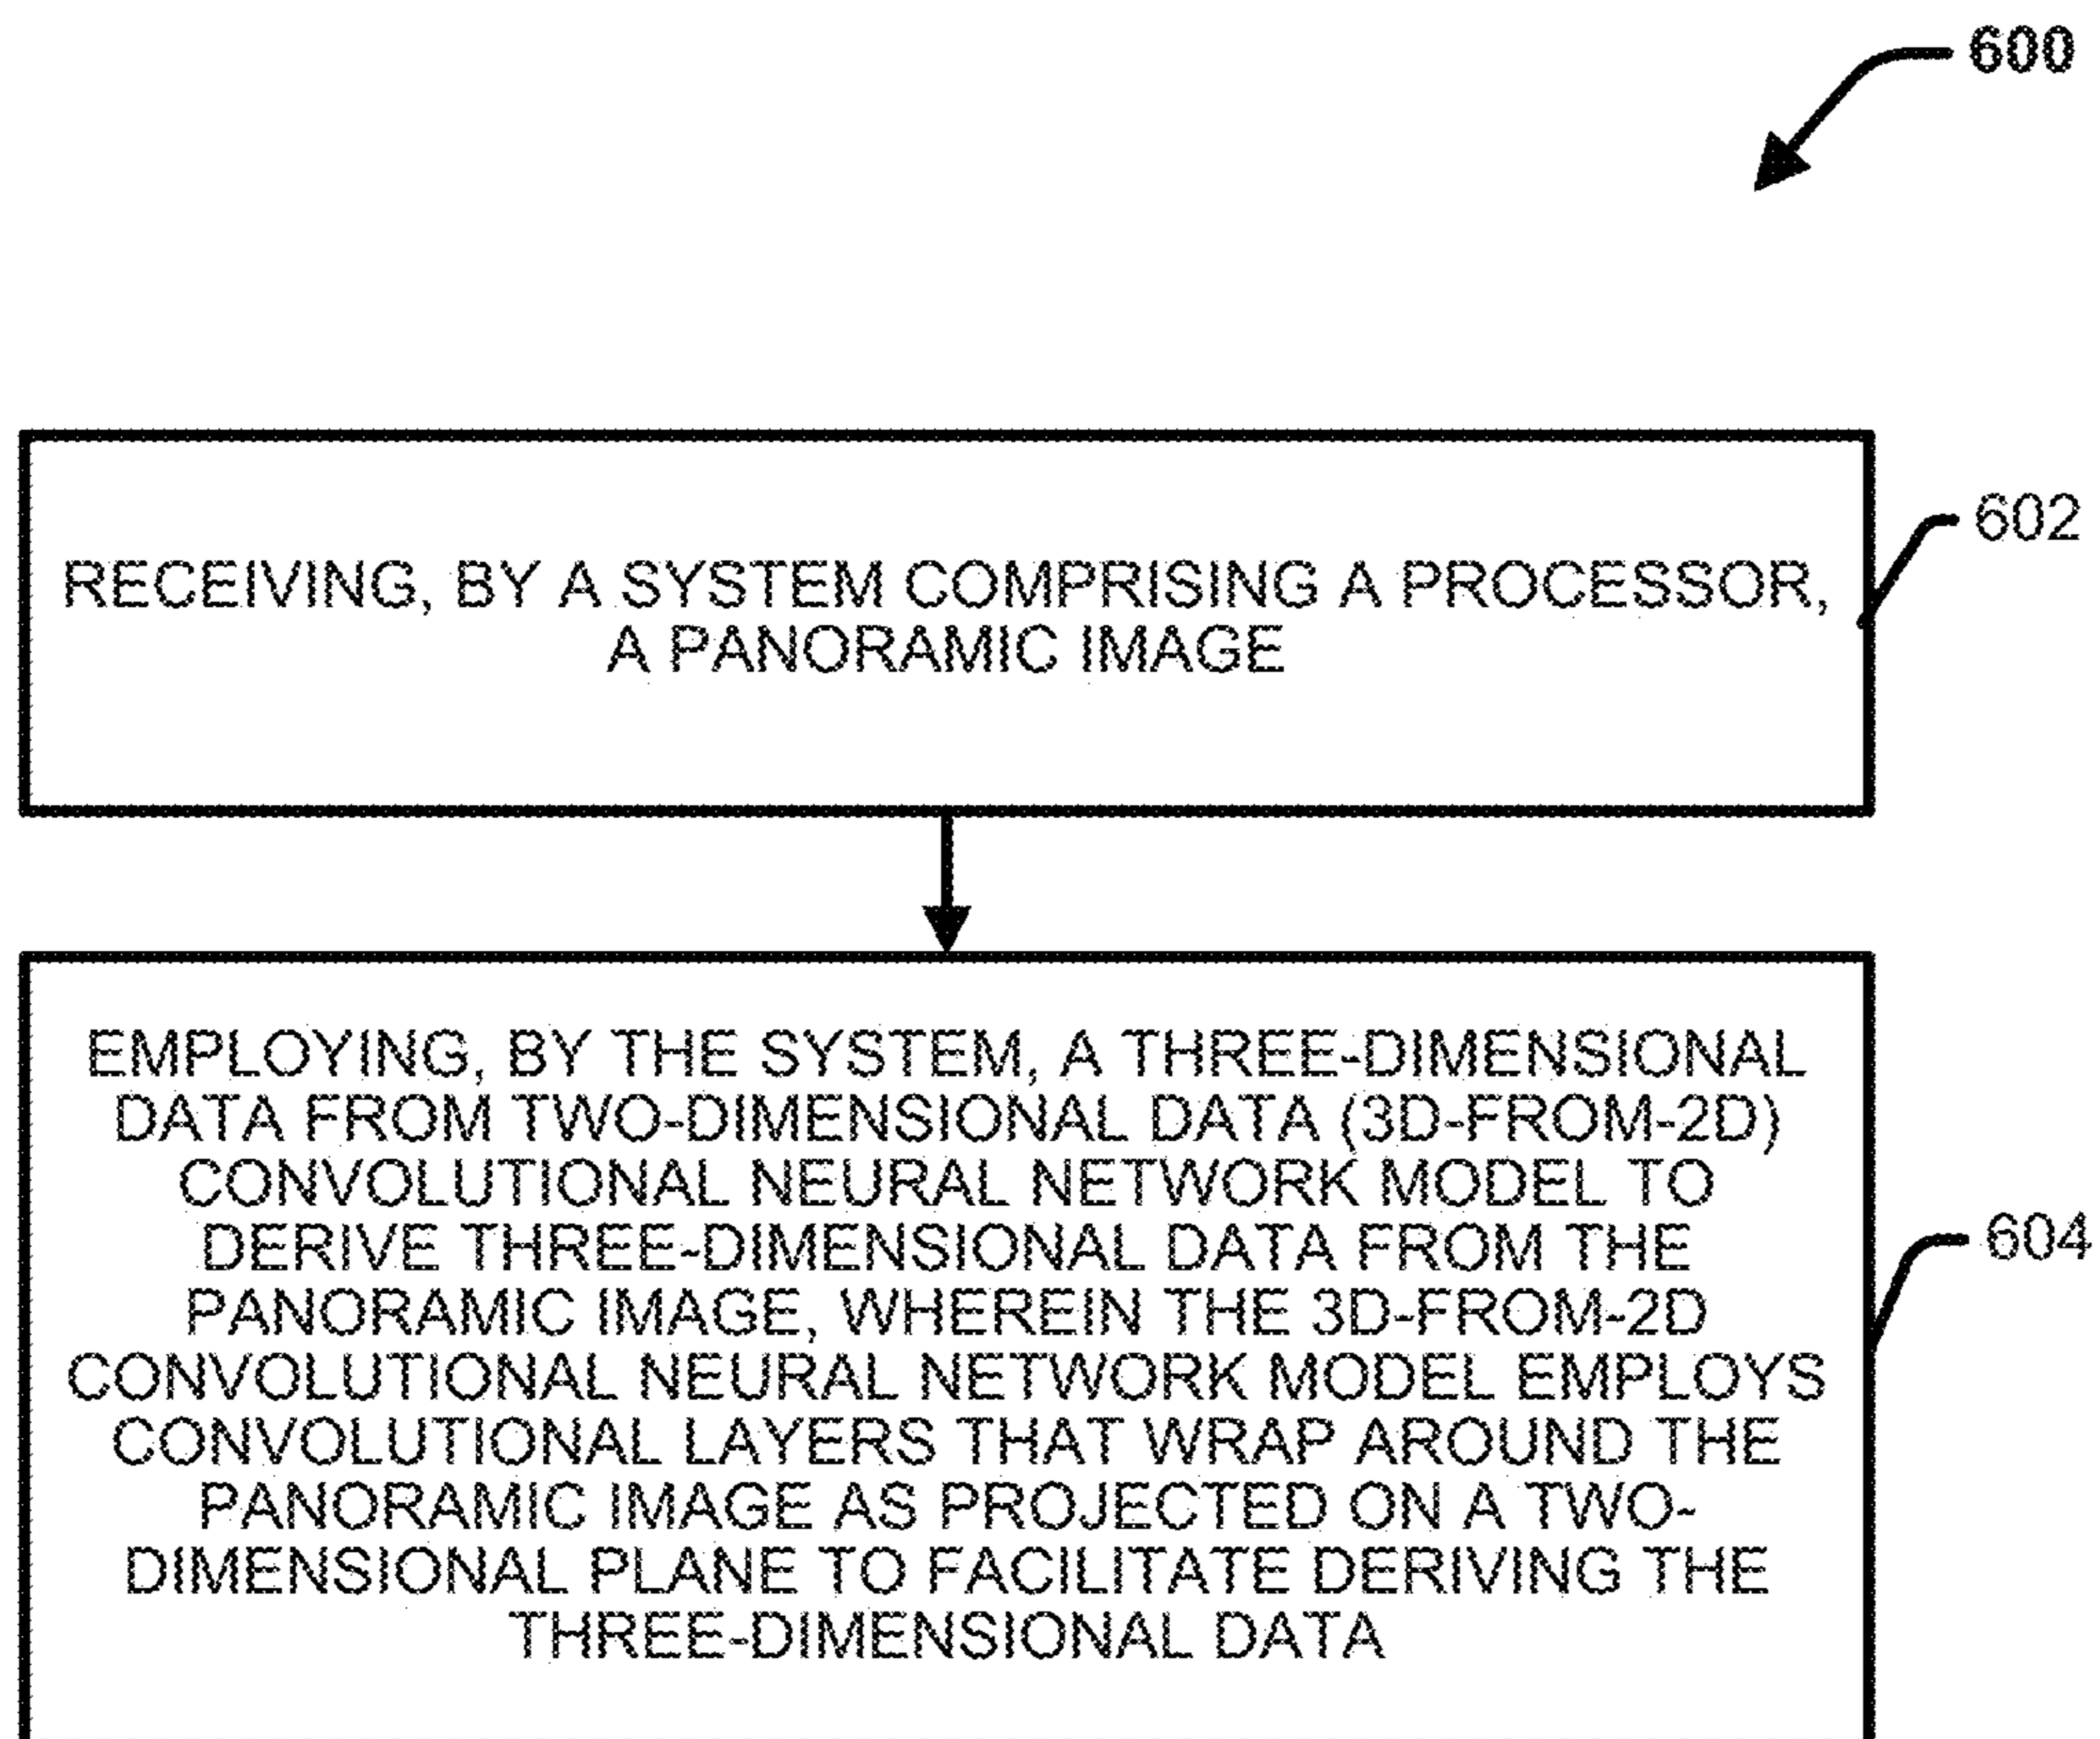 600
602
RECEIVING, BY A SYSTEM COMPRISING A PROCESSOR,
A PANORAMIC IMAGE
EMPLOYING, BY THE SYSTEM, A THREE-DIMENSIONAL
DATA FROM TWO-DIMENSIONAL DATA (3D-FROM-2D)
CONVOLUTIONAL NEURAL NETWORK MODEL TO
DERIVE THREE-DIMENSIONAL DATA FROM THE
604
PANORAMIC IMAGE, WHEREIN THE 3D-FROM-2D
CONVOLUTIONAL NEURAL NETWORK MODEL EMPLOYS
CONVOLUTIONAL LAYERS THAT WRAP AROUND THE
PANORAMIC IMAGE AS PROJECTED ON A TWO-
DIMENSIONAL PLANE TO FACILITATE DERIVING THE
THREE-DIMENSIONAL DATA